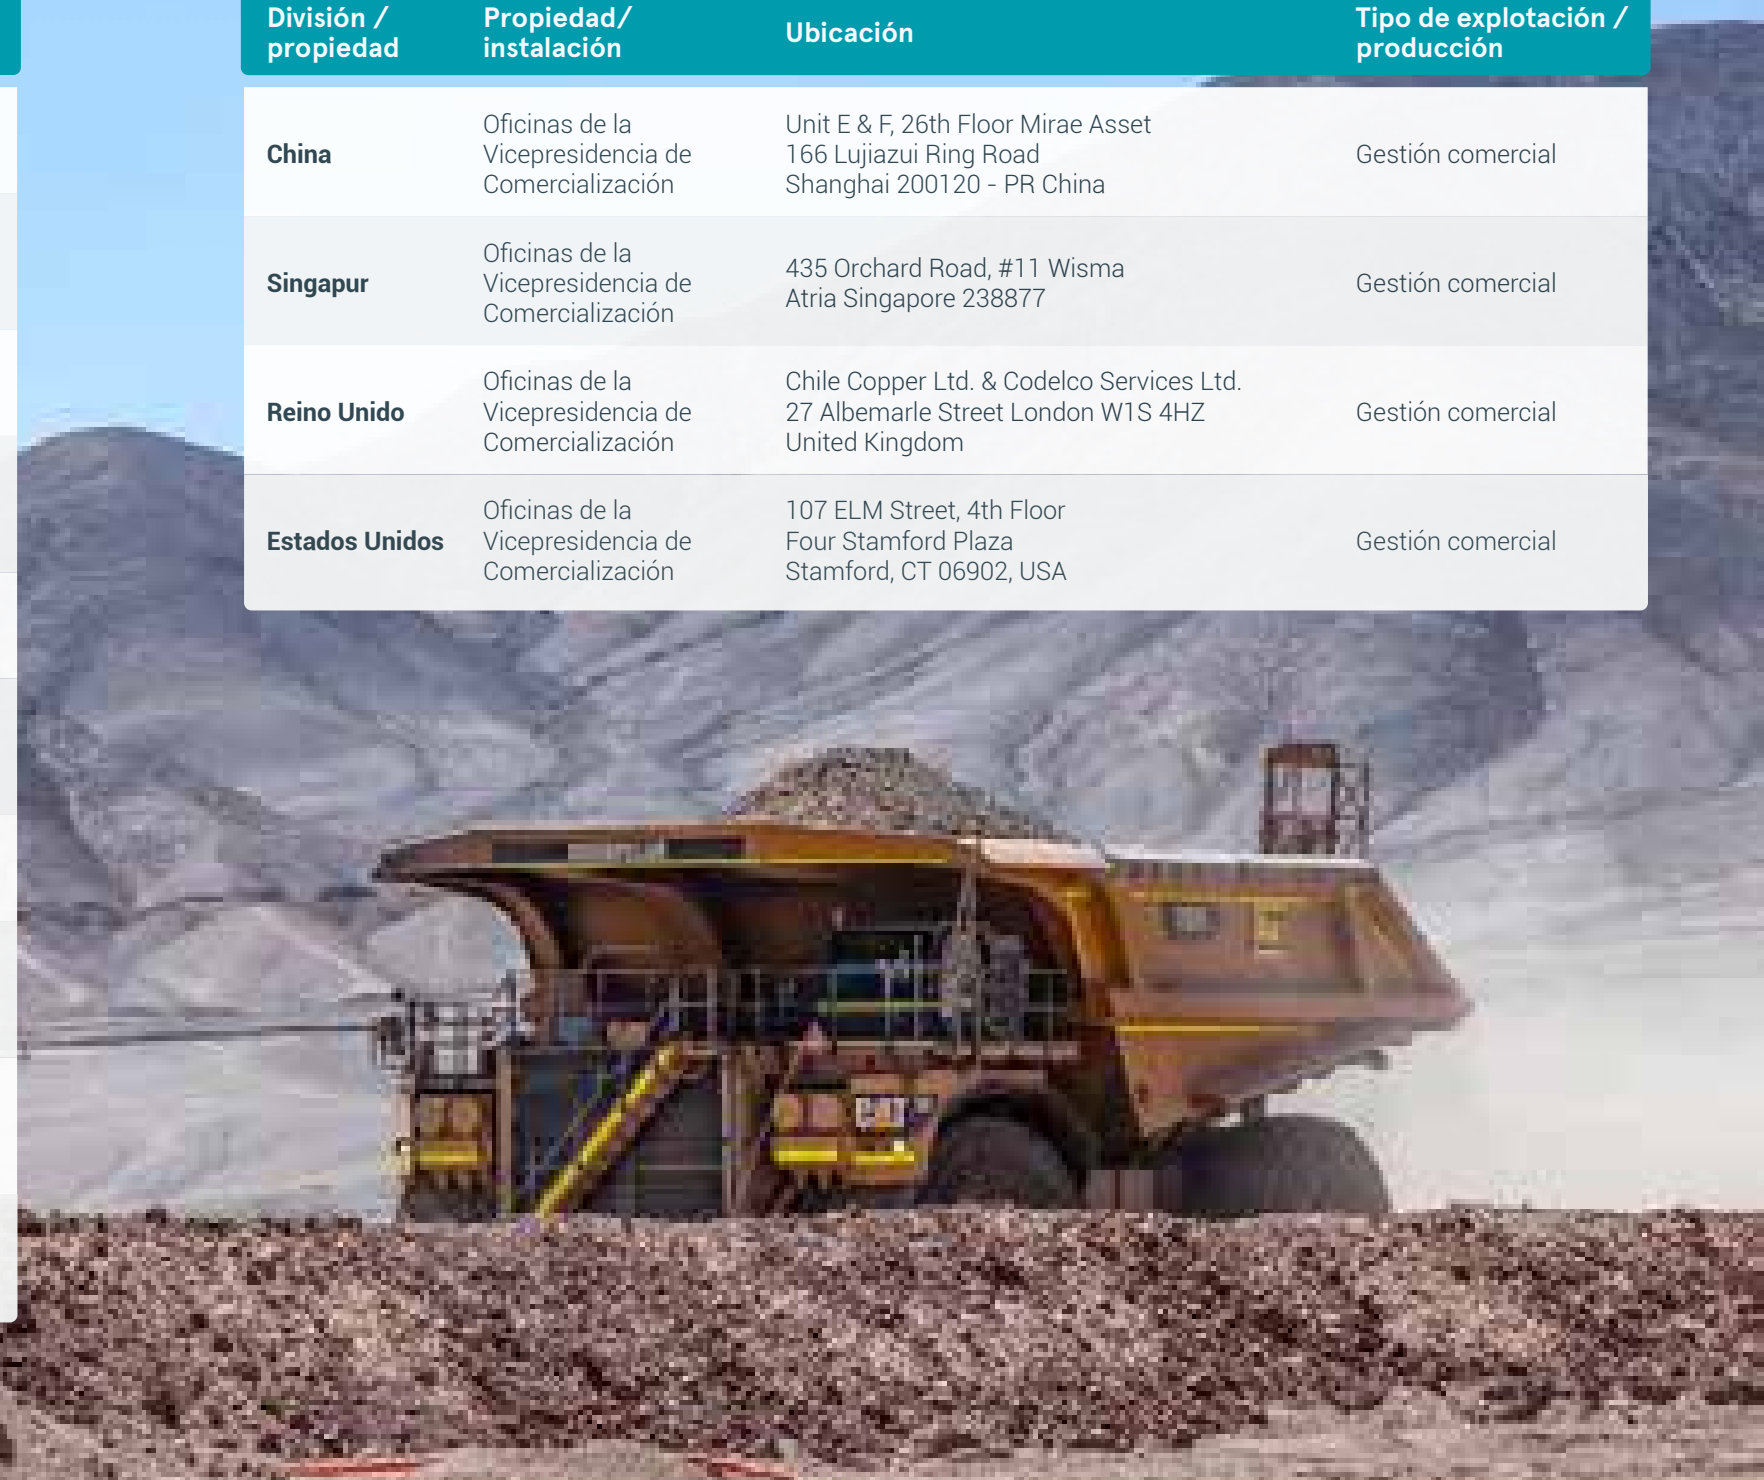 División /
propiedad
Propiedad/
instalación
Ubicación
Tipo de explotación /
producción
China
Oficinas de la
Vicepresidencia de
Comercialización
Unit E & F, 26th Floor Mirae Asset
166 Lujiazui Ring Road
Shanghai 200120 - PR China
Gestión comercial
Singapur
Oficinas de la
Vicepresidencia de
Comercialización
435 Orchard Road, #11 Wisma
Atria Singapore 238877
Gestión comercial
Reino Unido
Oficinas de la
Vicepresidencia de
Comercialización
Chile Copper Ltd. & Codelco Services Ltd.
27 Albemarle Street London W1S 4HZ
United Kingdom
Gestión comercial
Estados Unidos
Oficinas de la
Vicepresidencia de
Comercialización
107 ELM Street, 4th Floor
Four Stamford Plaza
Stamford, CT 06902, USA
Gestión comercial
CAT